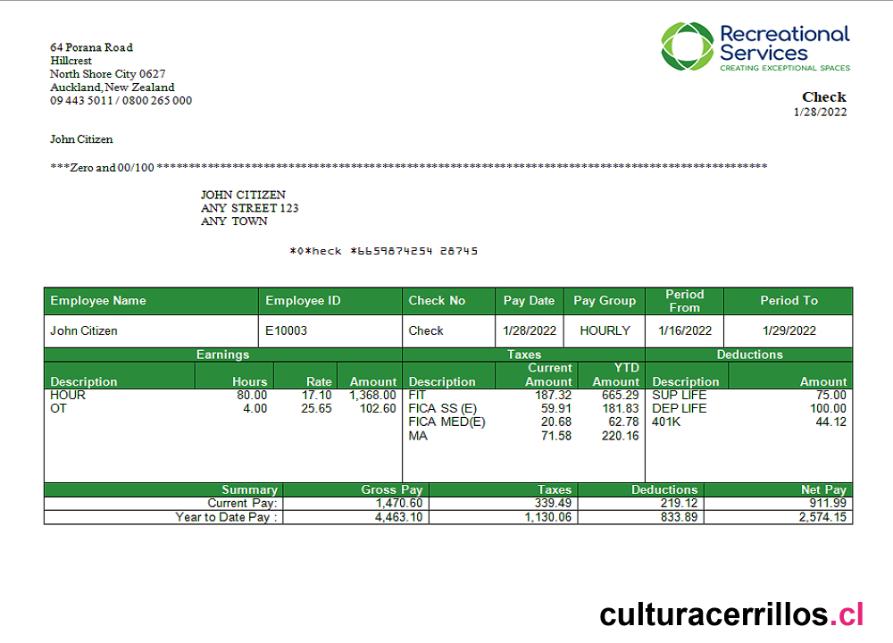 64 Porana Road
Hillcrest
North Shore City 0627
Auckland, New Zealand
09 443 5011 / 0800 265 000
Recreational
Services
CREATING EXCEPTIONAL SPACES
Check
1/28/2022
John Citizen
***Zero and 00/100 ************************************************************************************************
JOHN CITIZEN
ANY STREET 123
ANY TOWN
*0*heck *6659874254 28745
Employee Name Employee ID Check No Pay Date Pay Group Period From Period To
John Citizen E10003 Check 1/28/2022 HOURLY 1/16/2022 1/29/2022
Earnings Taxes Deductions
Description Hours Rate Amount Description Current Amount YTD Amount Description Amount
HOUR 80.00 17.10 1,368.00 FIT 187.32 665.29 SUP LIFE 75.00
OT 4.00 25.65 102.60 FICA SS (E) 59.91 181.83 DEP LIFE 100.00
FICA MED(E) 20.68 62.78 401K 44.12
MA 71.58 220.16
Summary Gross Pay Taxes Deductions Net Pay
Current Pay: 1,470.60 339.49 219.12 911.99
Year to Date Pay : 4,463.10 1,130.06 833.89 2,574.15
culturacerrillos.cl